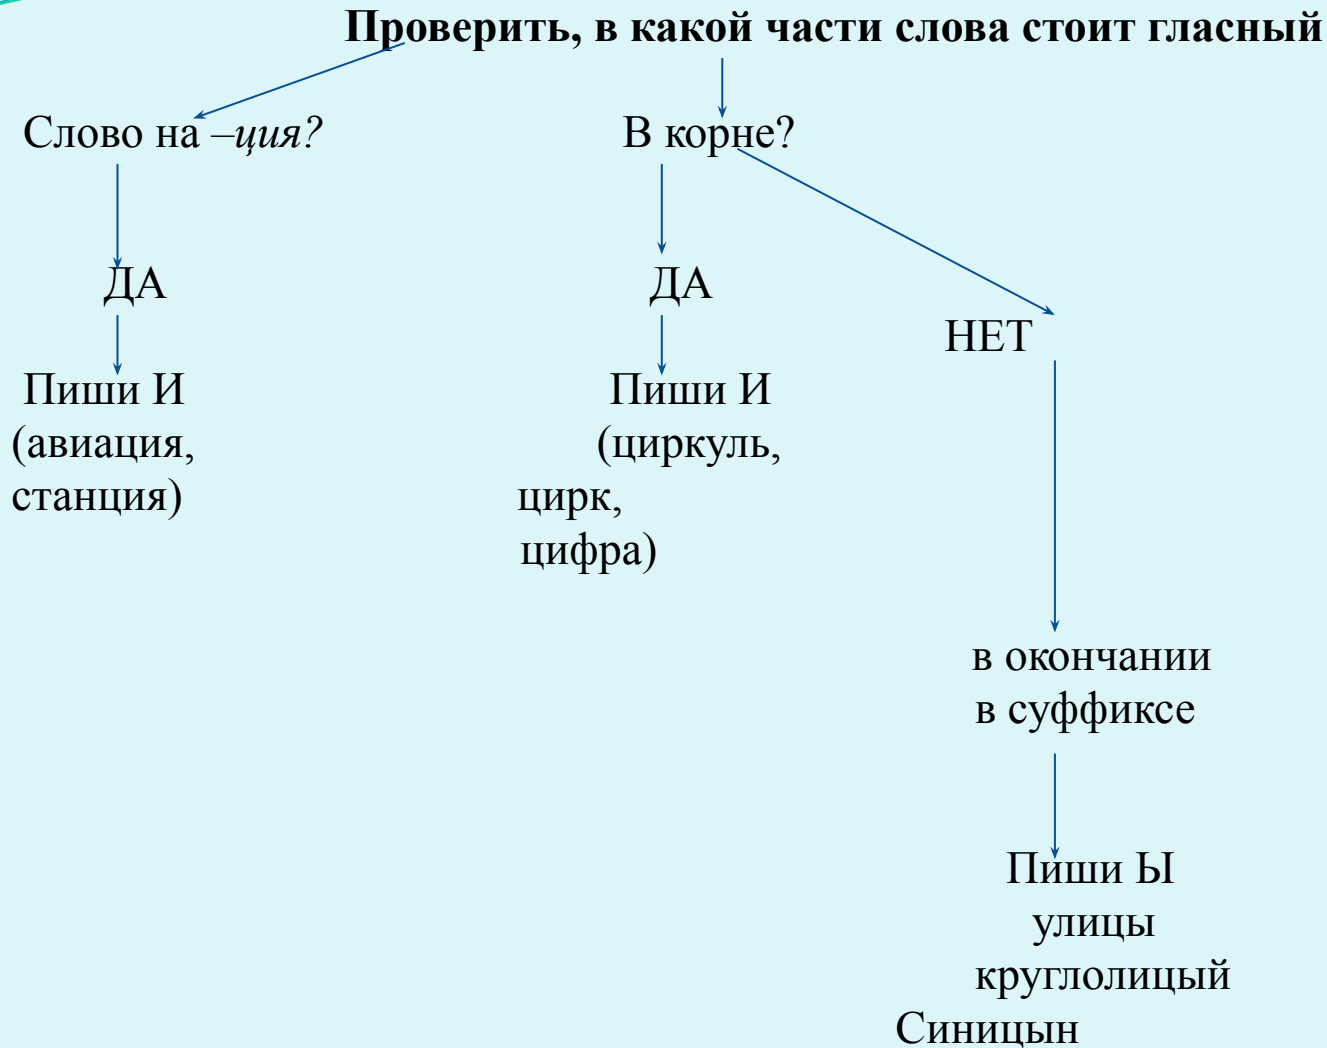 Проверить, в какой части слова стоит гласный
Слово на –ция?
В корне?
ДА
ДА
НЕТ
Пиши И
(авиация,
станция)
Пиши И
(циркуль,
цирк,
цифра)
в окончании
в суффиксе
Пиши Ы
улицы
круглолицый
Синицын